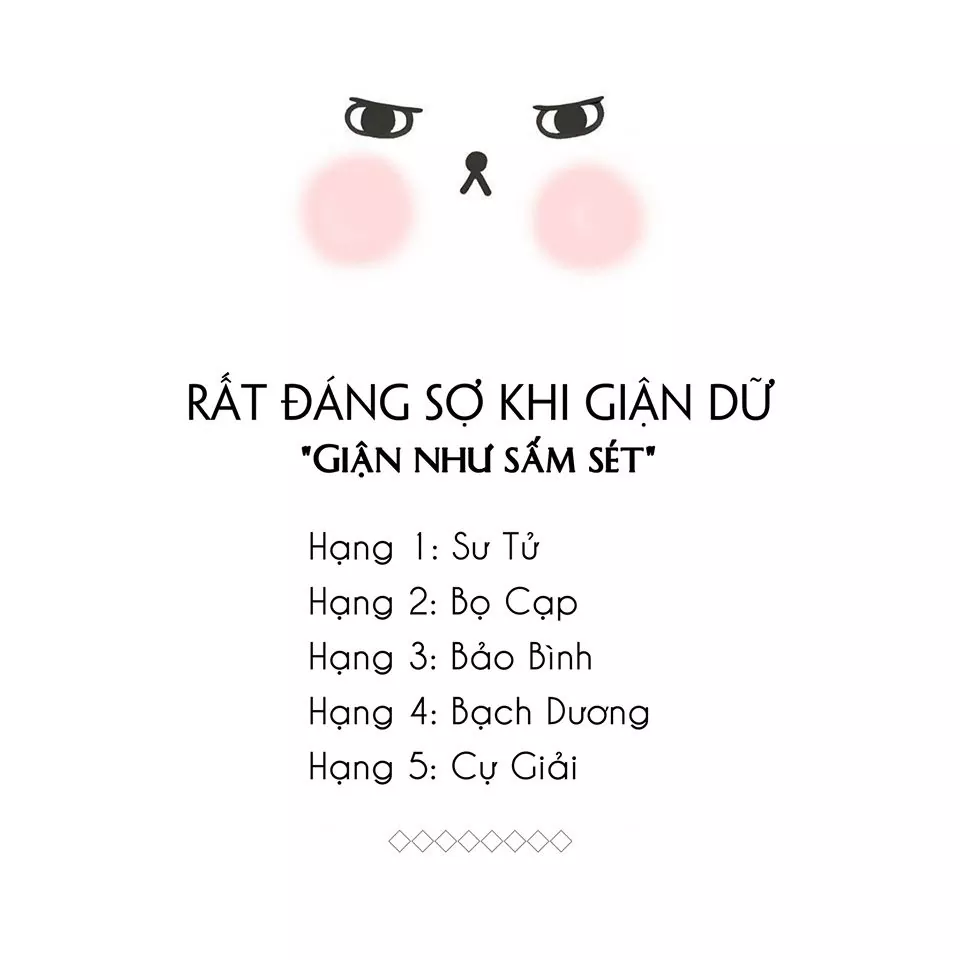 RẤT ĐÁNG SỢ KHI GIẬN DỮ
"GIẬN NHƯ SẤM SÉT"
Hạng 1: Sư Tử
Hạng 2: Bọ Cạp
Hạng 3: Bảo Bình
Hạng 4: Bạch Dương
Hạng 5: Cự Giải